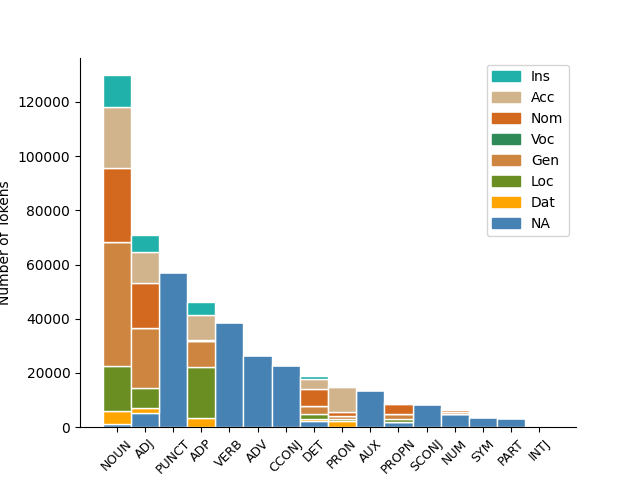 Number of Tokens
120000
100000
80000
60000
40000
20000
0
Ins
Acc
Nom
Voc
Gen
Loc
Dat
NA
NOUN
ADJ
PUNCT
ADP
VERB
ADV
CCONJ
DET
PRON
AUX
PROPN
SCONJ
NUM
SYM
PART
INTJ